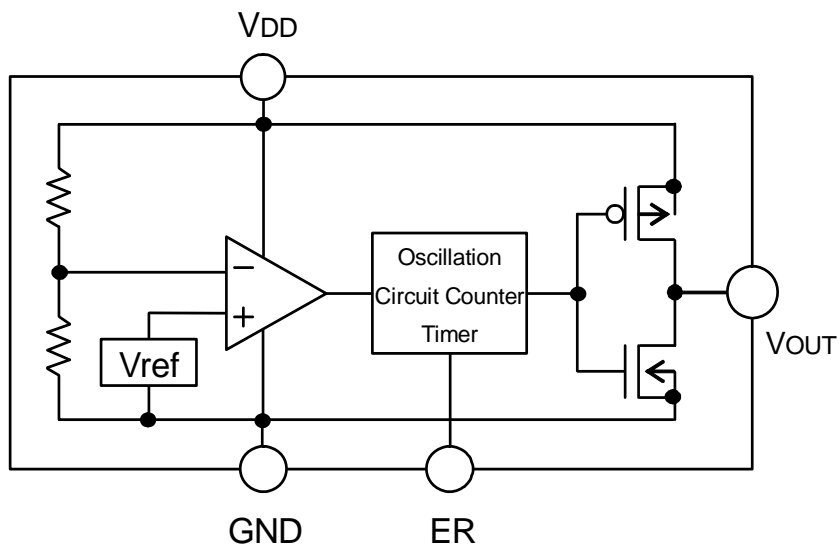 VDD
Oscillation
Circuit Counter
Timer
−
+
Vref
VOUT
GND
ER